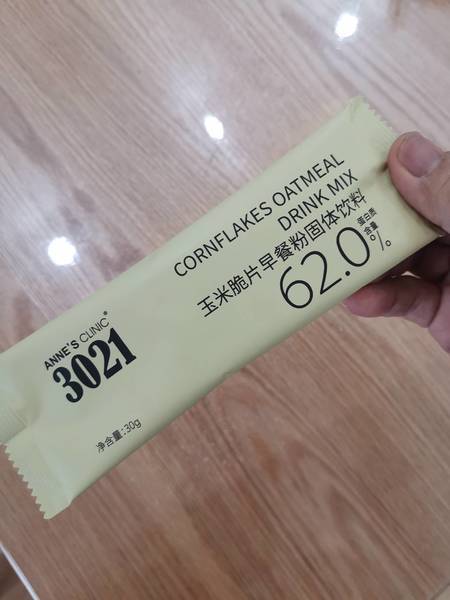 CORNFLAKES OATMEAL
DRINK MIX
玉米脆片早餐粉固体饮料
62.0%
蛋白质
含量
ANNE'S CLINIC®
3021
净含量:30g